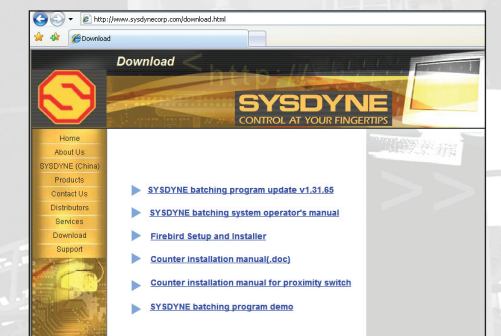 http://www.sysdynecorp.com/download.html
Download
Download
http://
SYSDYNE
CONTROL AT YOUR FINGERTIPS
Home
About Us
SYSDYNE (China)
Products
Contact Us
Distributors
Services
Download
Support
SYSDYNE batching program update v1.31.65
SYSDYNE batching system operator's manual
Firebird Setup and Installer
Counter installation manual(.doc)
Counter installation manual for proximity switch
SYSDYNE batching program demo